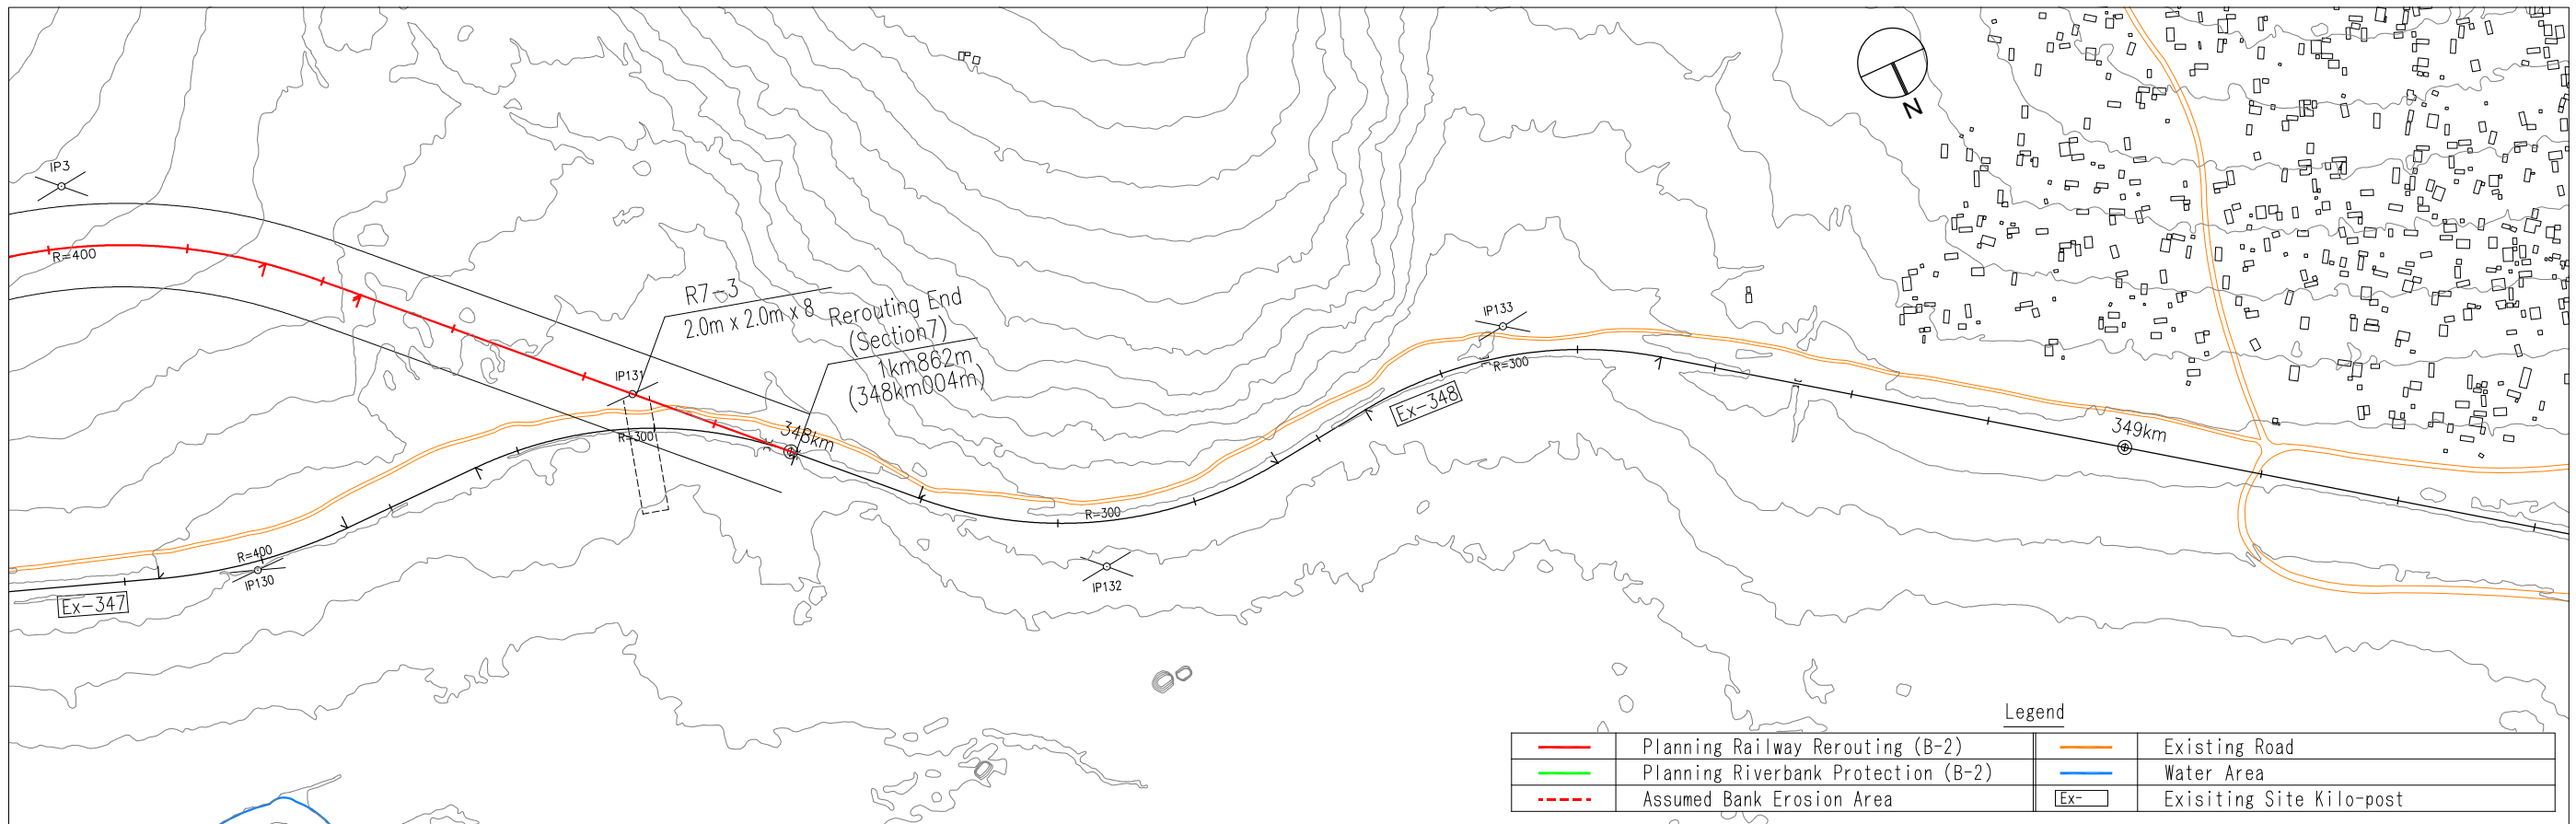 N
IP3
R=400
R7-3
2.0m x 2.0m x 8
Rerouting End
(Section7)
1km862m
(348km004m)
IP131
R=300
348km
IP133
R=300
Ex-348
349km
R=400
IP130
Ex-347
R=300
IP132
Legend
Planning Railway Rerouting (B-2)
Existing Road
Planning Riverbank Protection (B-2)
Water Area
Assumed Bank Erosion Area
Ex-
Exisiting Site Kilo-post